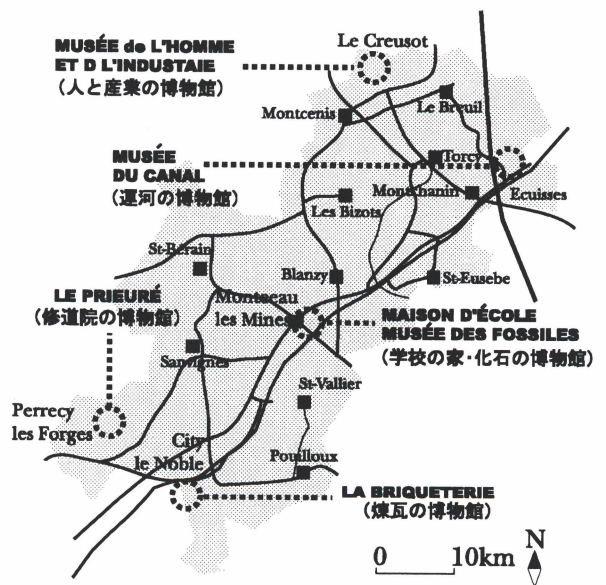 MUSÉE de L'HOMME
ET D L'INDUSTAIE
(人と産業の博物館)
Le Creusot
Montcenis
Le Breuil
MUSÉE
DU CANAL
(運河の博物館)
Torcy
Montchanin
Ecuisses
Les Bizots
St-Bérain
Blanzy
St-Eusebe
LE PRIEURÉ
(修道院の博物館)
Montceau
les Mines
MAISON D'ÉCOLE
MUSÉE DES FOSSILES
(学校の家・化石の博物館)
Sanvignes
St-Vallier
Perrecy
les Forges
City
le Noble
Pouilloux
LA BRIQUETERIE
(煉瓦の博物館)
N
0 10km